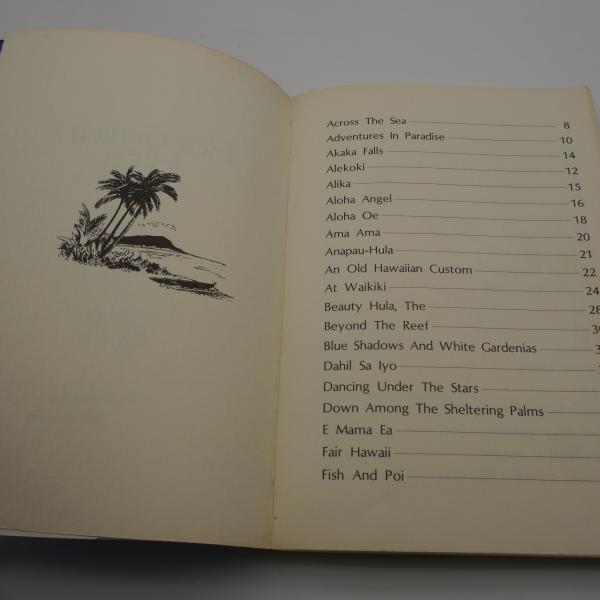 Across The Sea 8
Adventures In Paradise 10
Akaka Falls 14
Alekoki 12
Alika 15
Aloha Angel 16
Aloha Oe 18
Ama Ama 20
Anapau-Hula 21
An Old Hawaiian Custom 22
At Waikiki 24
Beauty Hula, The 28
Beyond The Reef 30
Blue Shadows And White Gardenias
Dahil Sa Iyo
Dancing Under The Stars
Down Among The Sheltering Palms
E Mama Ea
Fair Hawaii
Fish And Poi